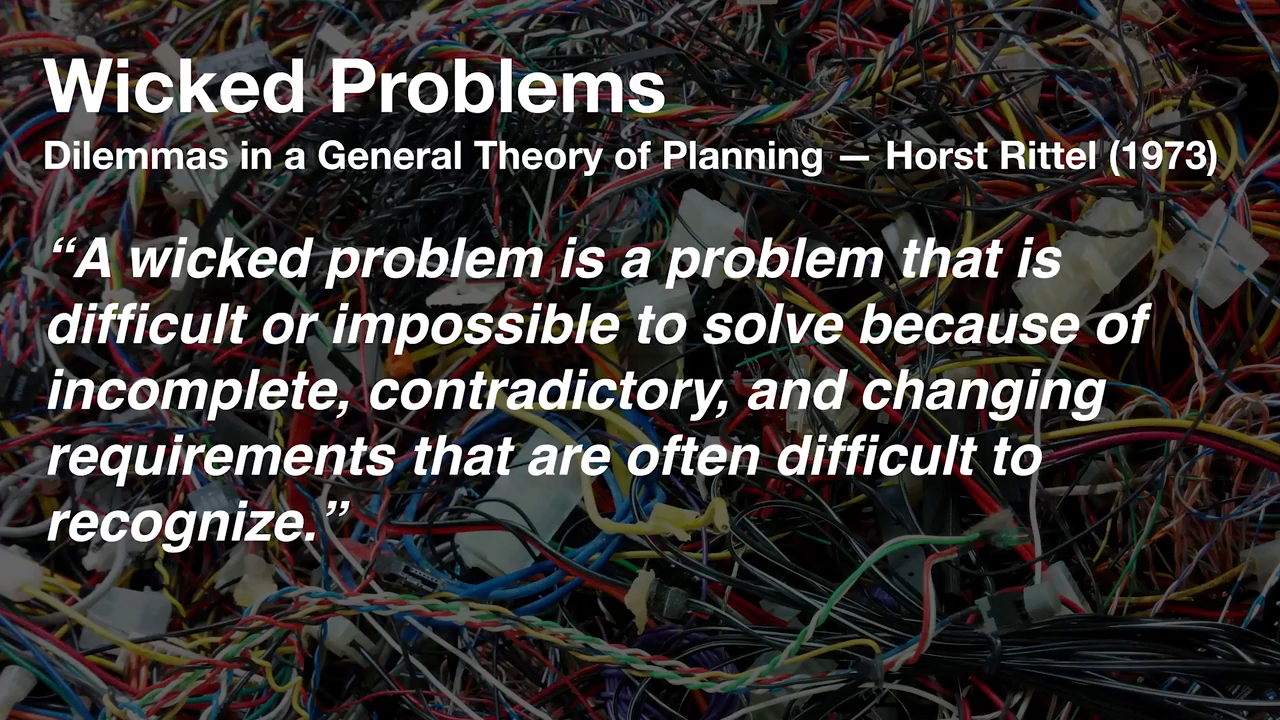 Wicked Problems
Dilemmas in a General Theory of Planning — Horst Rittel (1973)
“A wicked problem is a problem that is
difficult or impossible to solve because of
incomplete, contradictory, and changing
requirements that are often difficult to
recognize.”